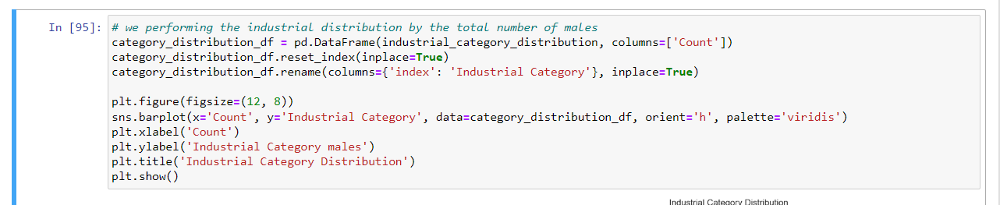 In [95]: # we performing the industrial distribution by the total number of males
category_distribution_df = pd.DataFrame(industrial_category_distribution, columns=['Count'])
category_distribution_df.reset_index(inplace=True)
category_distribution_df.rename(columns={'index': 'Industrial Category'}, inplace=True)
plt.figure(figsize=(12, 8))
sns.barplot(x='Count', y='Industrial Category', data=category_distribution_df, orient='h', palette='viridis')
plt.xlabel('Count')
plt.ylabel('Industrial Category males')
plt.title('Industrial Category Distribution')
plt.show()
Industrial Category Distribution